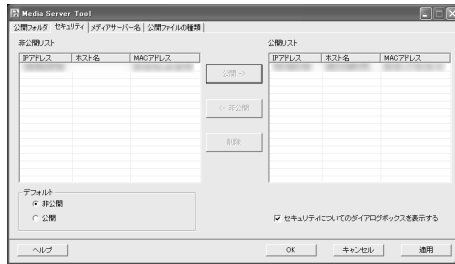 Media Server Tool
公開フォルダ セキュリティ メディアサーバー名 公開ファイルの種類
非公開リスト 公開リスト
IPアドレス ホスト名 MACアドレス IPアドレス ホスト名 MACアドレス
公開 ->
<- 非公開
削除
デフォルト
非公開
公開
セキュリティについてのダイアログボックスを表示する
ヘルプ OK キャンセル 適用